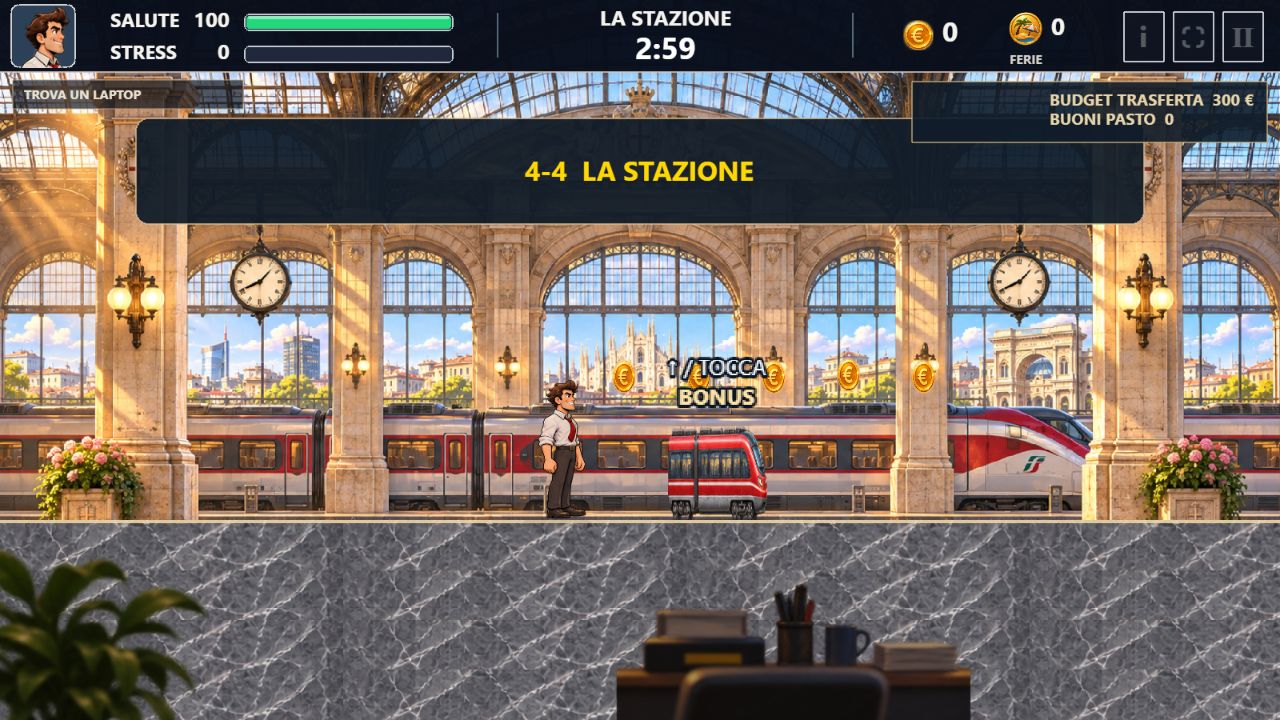 SALUTE 100
STRESS 0
LA STAZIONE
2:59
€ 0
0
FERIE
i
II
TROVA UN LAPTOP
BUDGET TRASFERTA 300 €
BUONI PASTO 0
4-4 LA STAZIONE
↑/TOCCA
BONUS